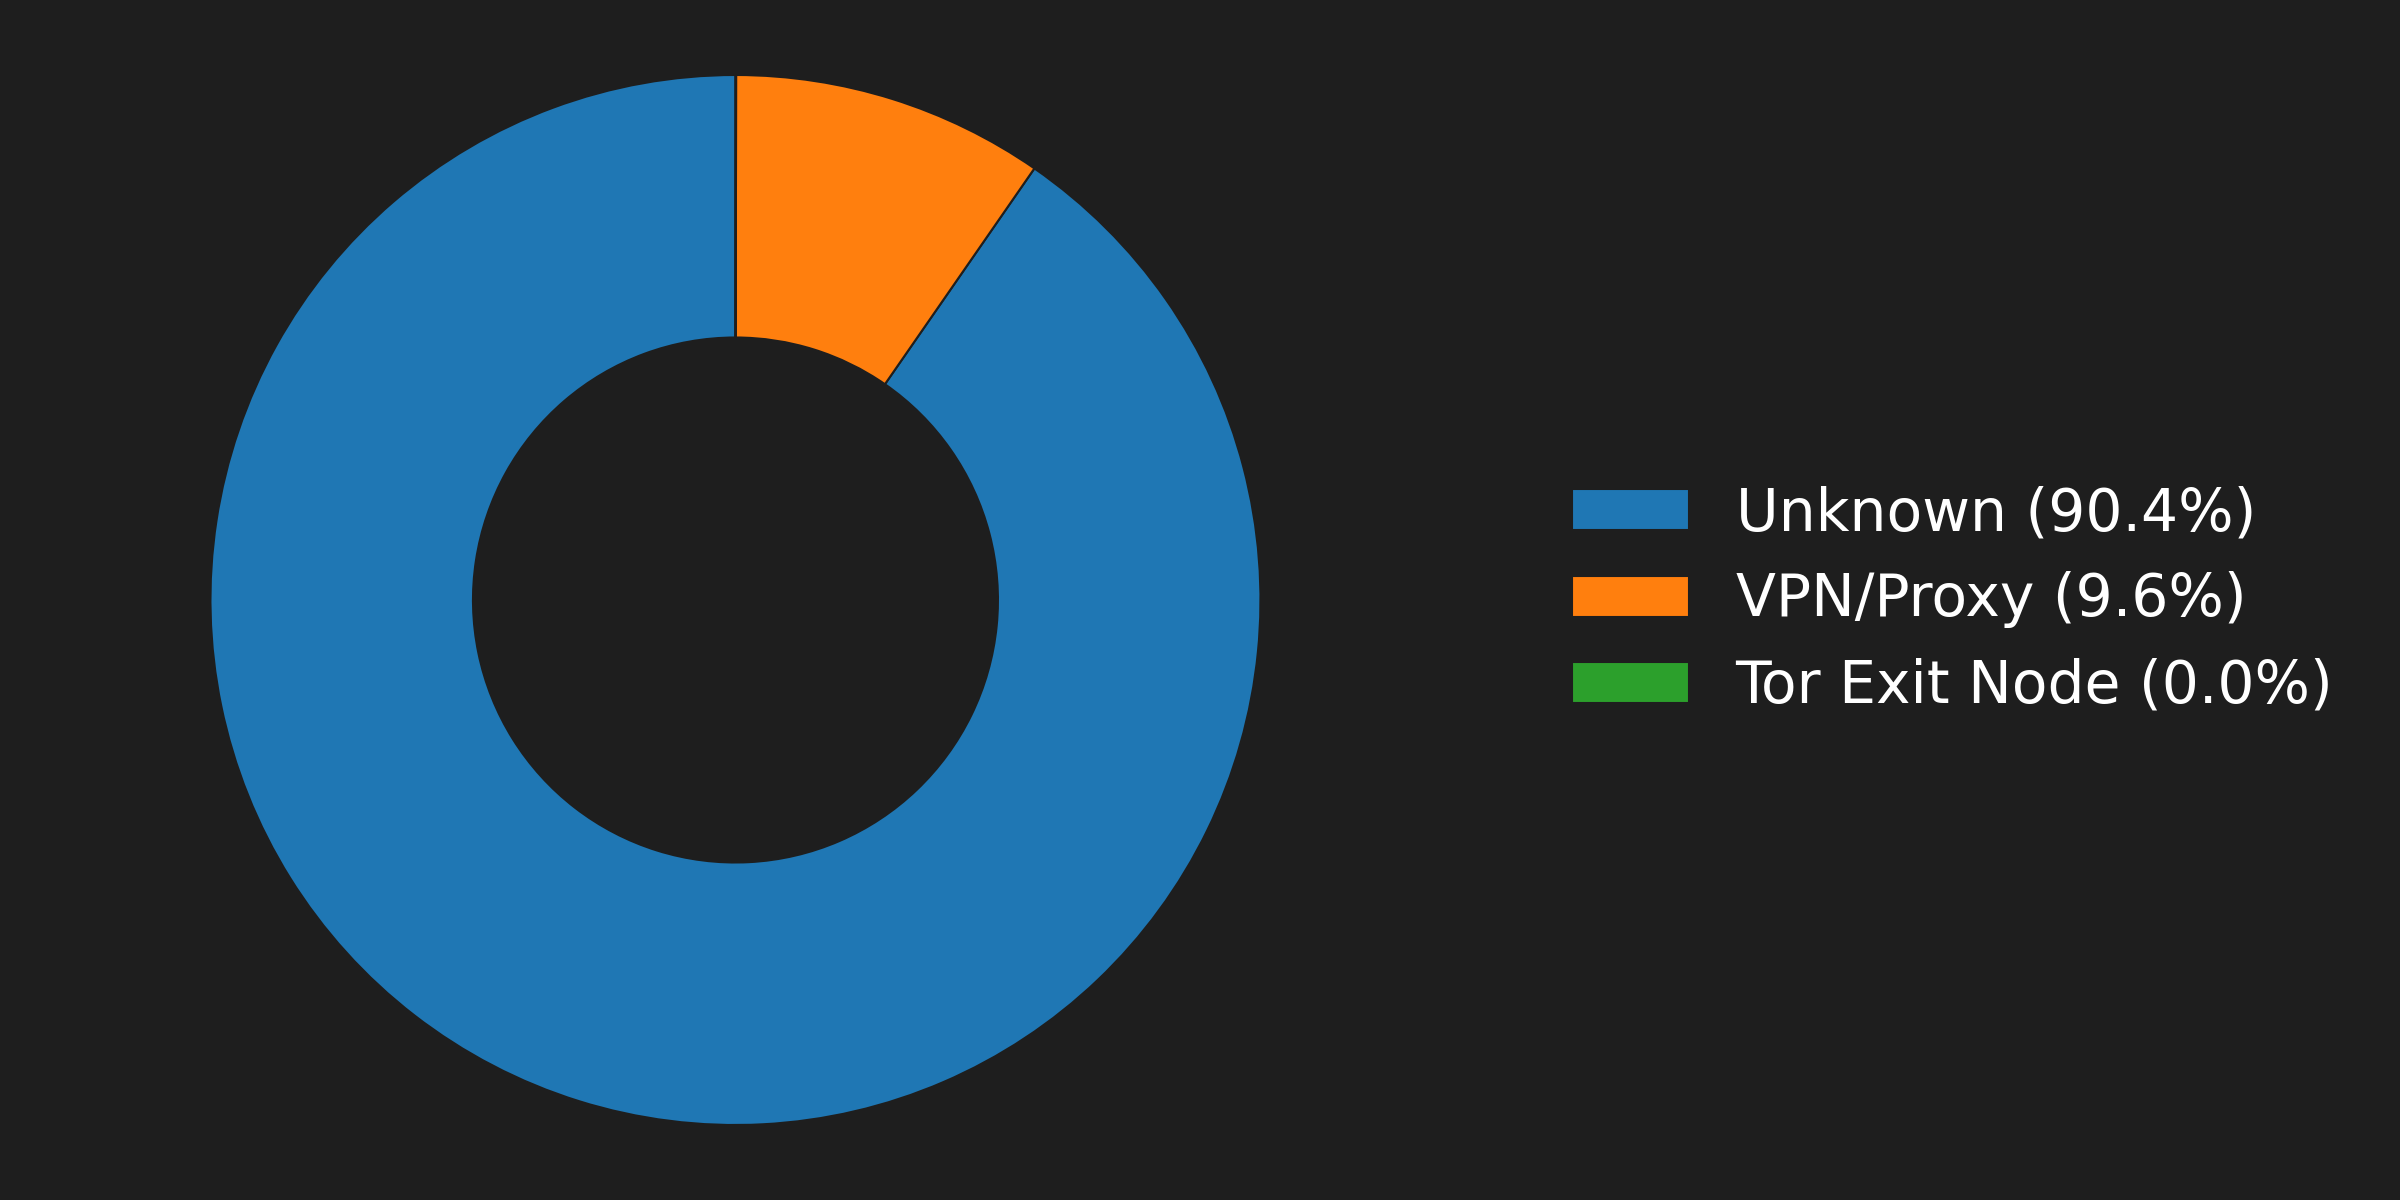 Unknown (90.4%)
VPN/Proxy (9.6%)
Tor Exit Node (0.0%)